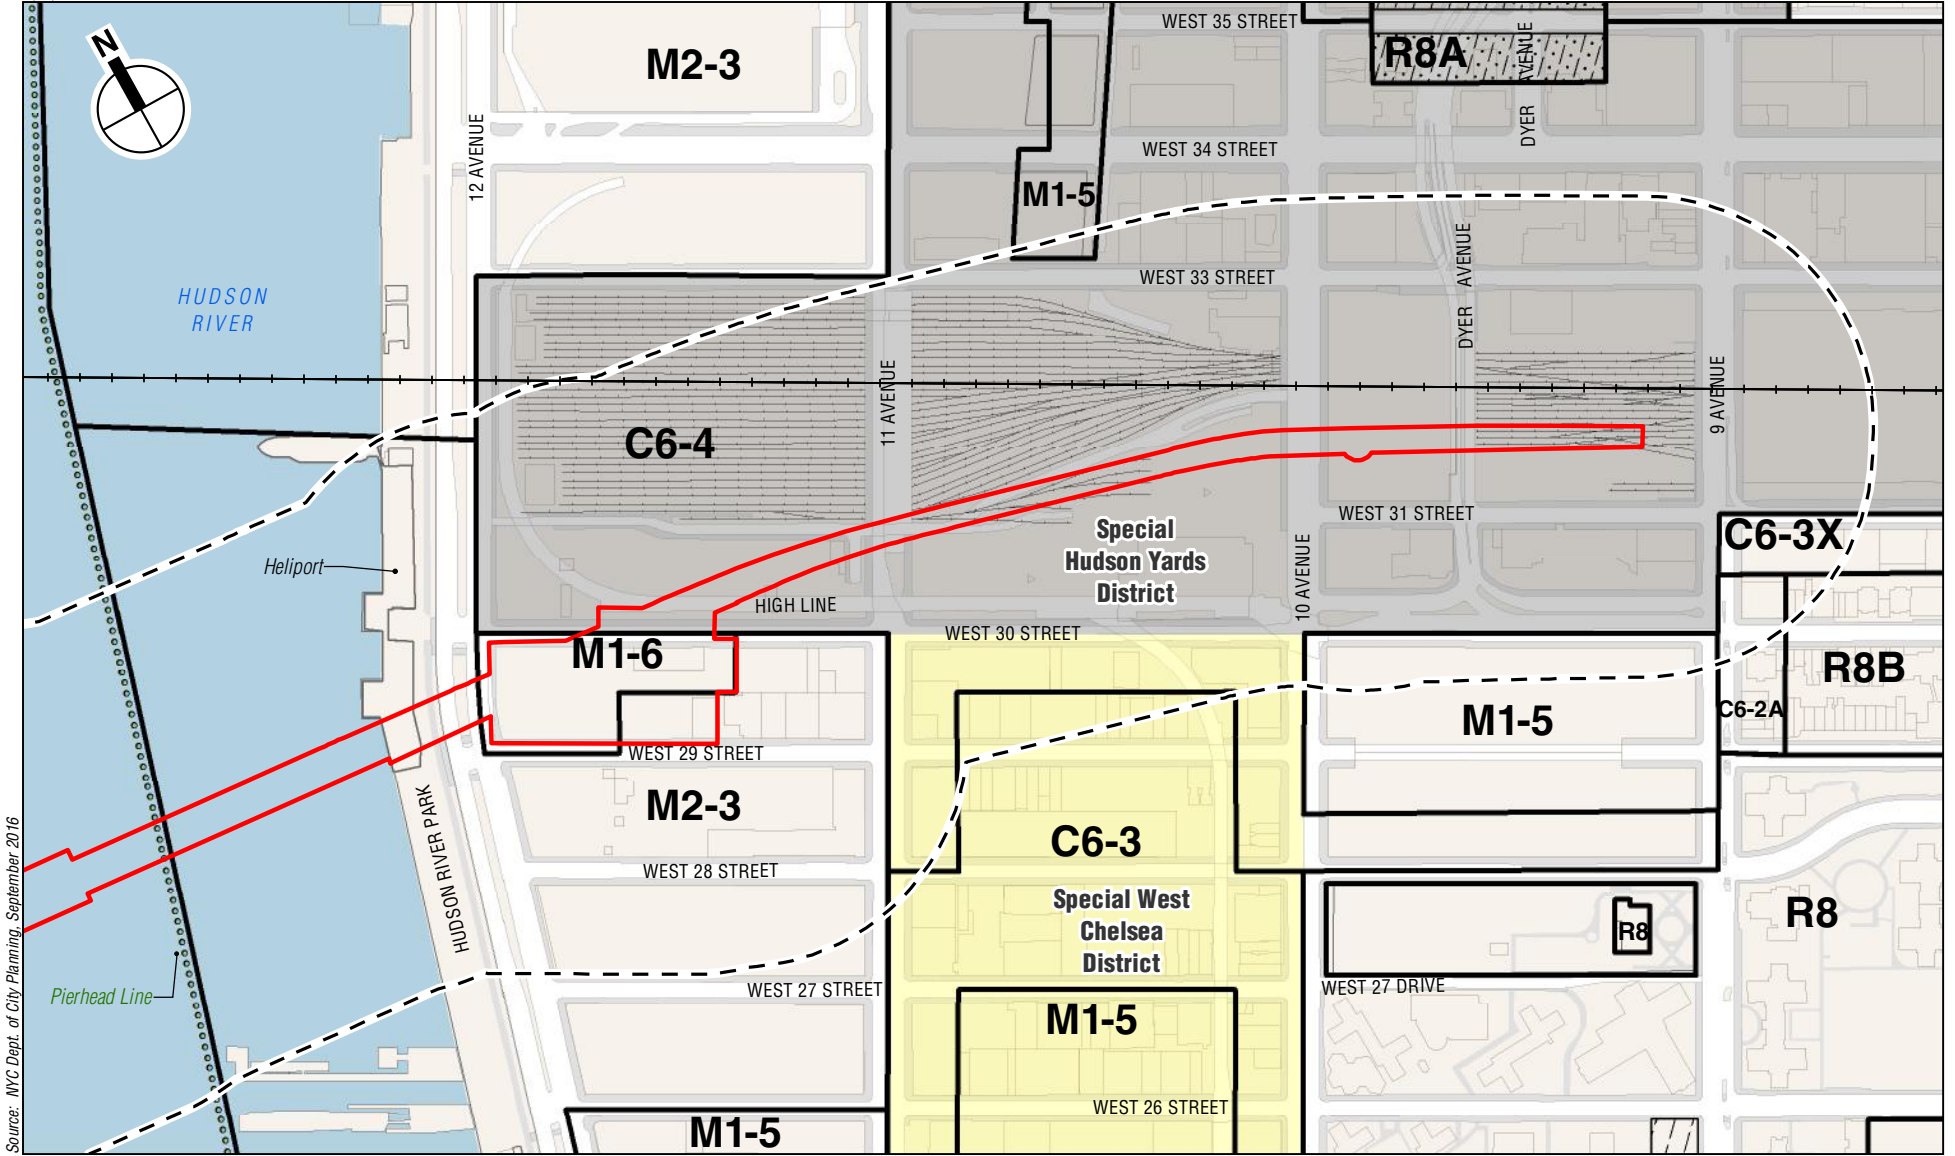 WEST 35 STREET
R8A
DYER AVENUE
N
M2-3
12 AVENUE
WEST 34 STREET
M1-5
WEST 33 STREET
HUDSON
RIVER
DYER AVENUE
11 AVENUE
9 AVENUE
C6-4
WEST 31 STREET
Special
Hudson Yards
District
C6-3X
Heliport
10 AVENUE
HIGH LINE
WEST 30 STREET
M1-6
R8B
C6-2A
M1-5
WEST 29 STREET
M2-3
HUDSON RIVER PARK
C6-3
WEST 28 STREET
Special West
Chelsea
District
R8
R8
Pierhead Line
WEST 27 STREET
WEST 27 DRIVE
M1-5
WEST 26 STREET
M1-5
Source: NYC Dept. of City Planning, September 2016